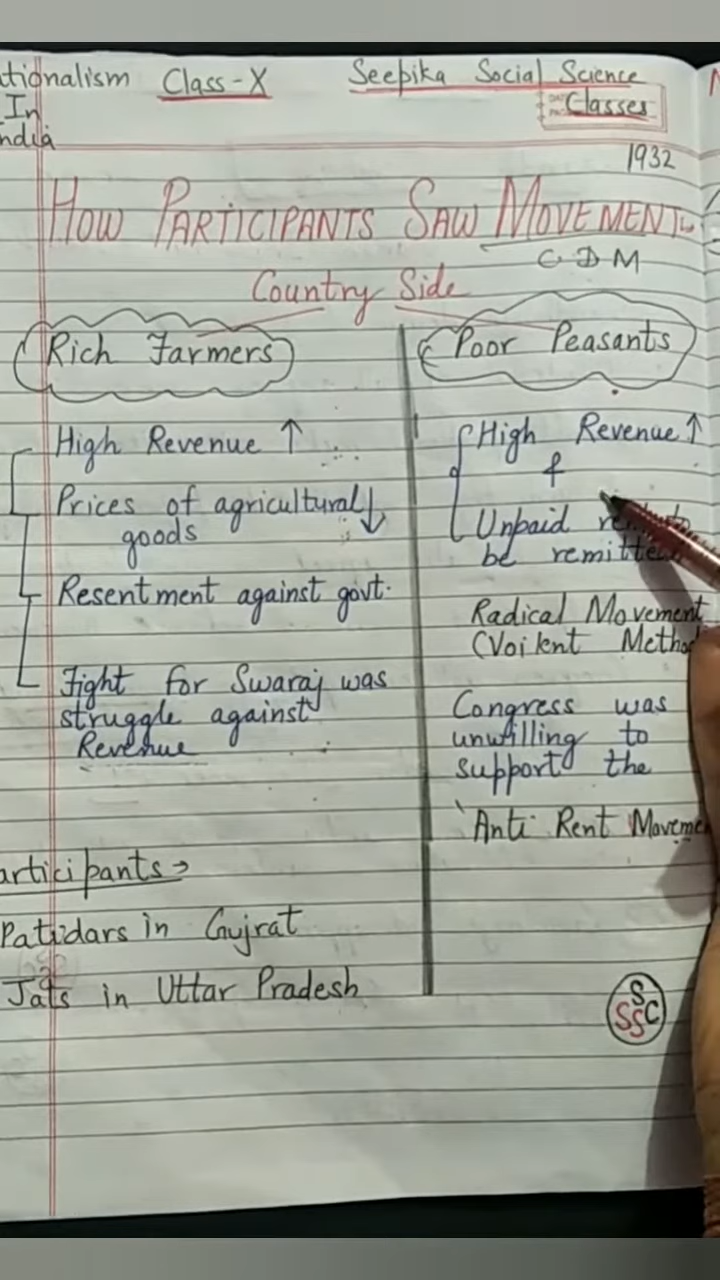 tionalism Class-X Seepika Social Science
In Classes
ndia
1932
HOW PARTICIPANTS SAW MOVEMENT
C D M
Country Side
Rich Farmers
High Revenue ↑
Prices of agricultural ↓
goods
Resentment against govt.
Fight for Swaraj was
struggle against
Revenue
articipants →
Patidars in Gujrat
Jats in Uttar Pradesh
Poor Peasants
High Revenue ↑
&
Unpaid
be remitted
Radical Movement
(Voilent Method
Congress was
unwilling to
support the
'Anti Rent Moveme
S
SSC